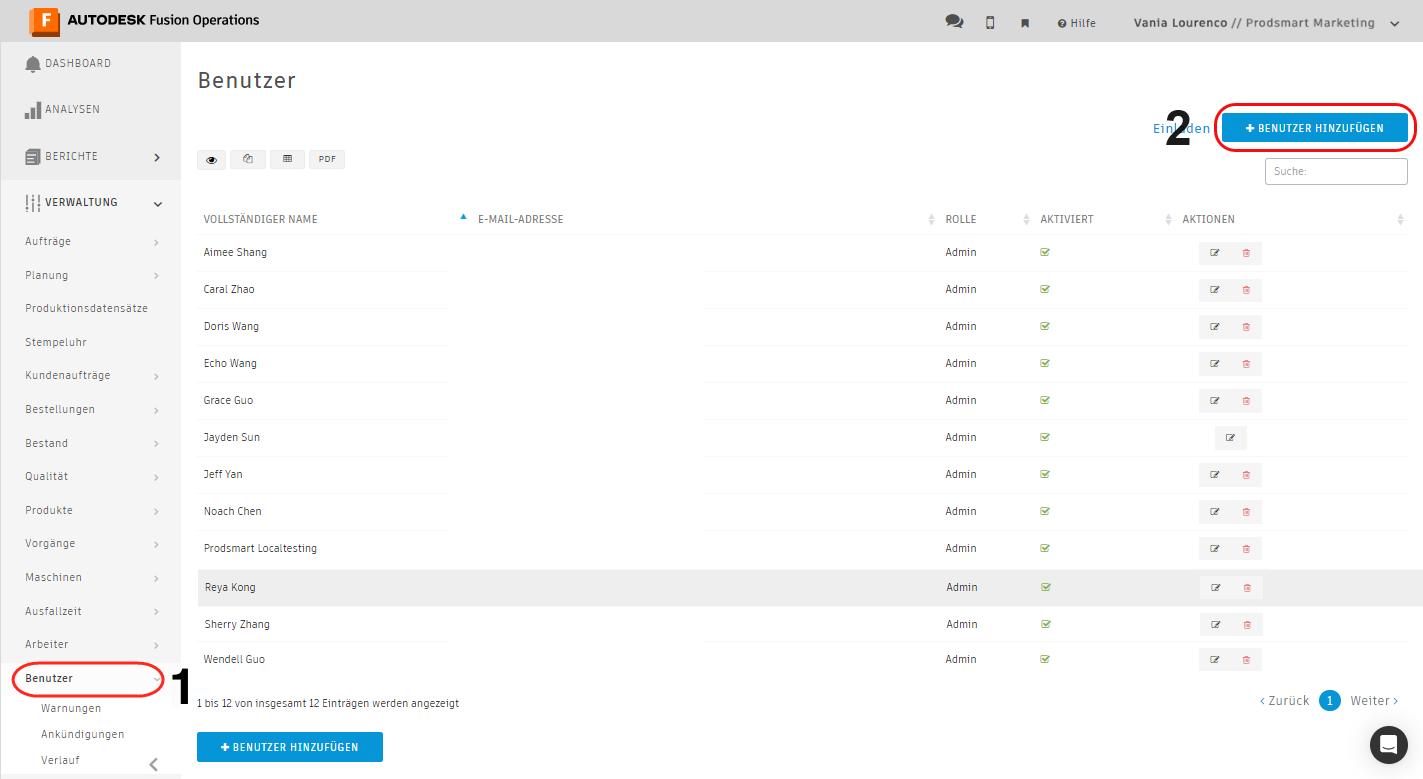 F AUTODESK Fusion Operations
Hilfe
Vania Lourenco // Prodsmart Marketing
DASHBOARD
ANALYSEN
BERICHTE
VERWALTUNG
Aufträge
Planung
Produktionsdatensätze
Stempeluhr
Kundenaufträge
Bestellungen
Bestand
Qualität
Produkte
Vorgänge
Maschinen
Ausfallzeit
Arbeiter
Benutzer
1
Warnungen
Ankündigungen
Verlauf
Benutzer
Einladen
2
+ BENUTZER HINZUFÜGEN
PDF
Suche:
VOLLSTÄNDIGER NAME E-MAIL-ADRESSE ROLLE AKTIVIERT AKTIONEN
Aimee Shang Admin
Caral Zhao Admin
Doris Wang Admin
Echo Wang Admin
Grace Guo Admin
Jayden Sun Admin
Jeff Yan Admin
Noach Chen Admin
Prodsmart Localtesting Admin
Reya Kong Admin
Sherry Zhang Admin
Wendell Guo Admin
1 bis 12 von insgesamt 12 Einträgen werden angezeigt
‹ Zurück 1 Weiter ›
+ BENUTZER HINZUFÜGEN